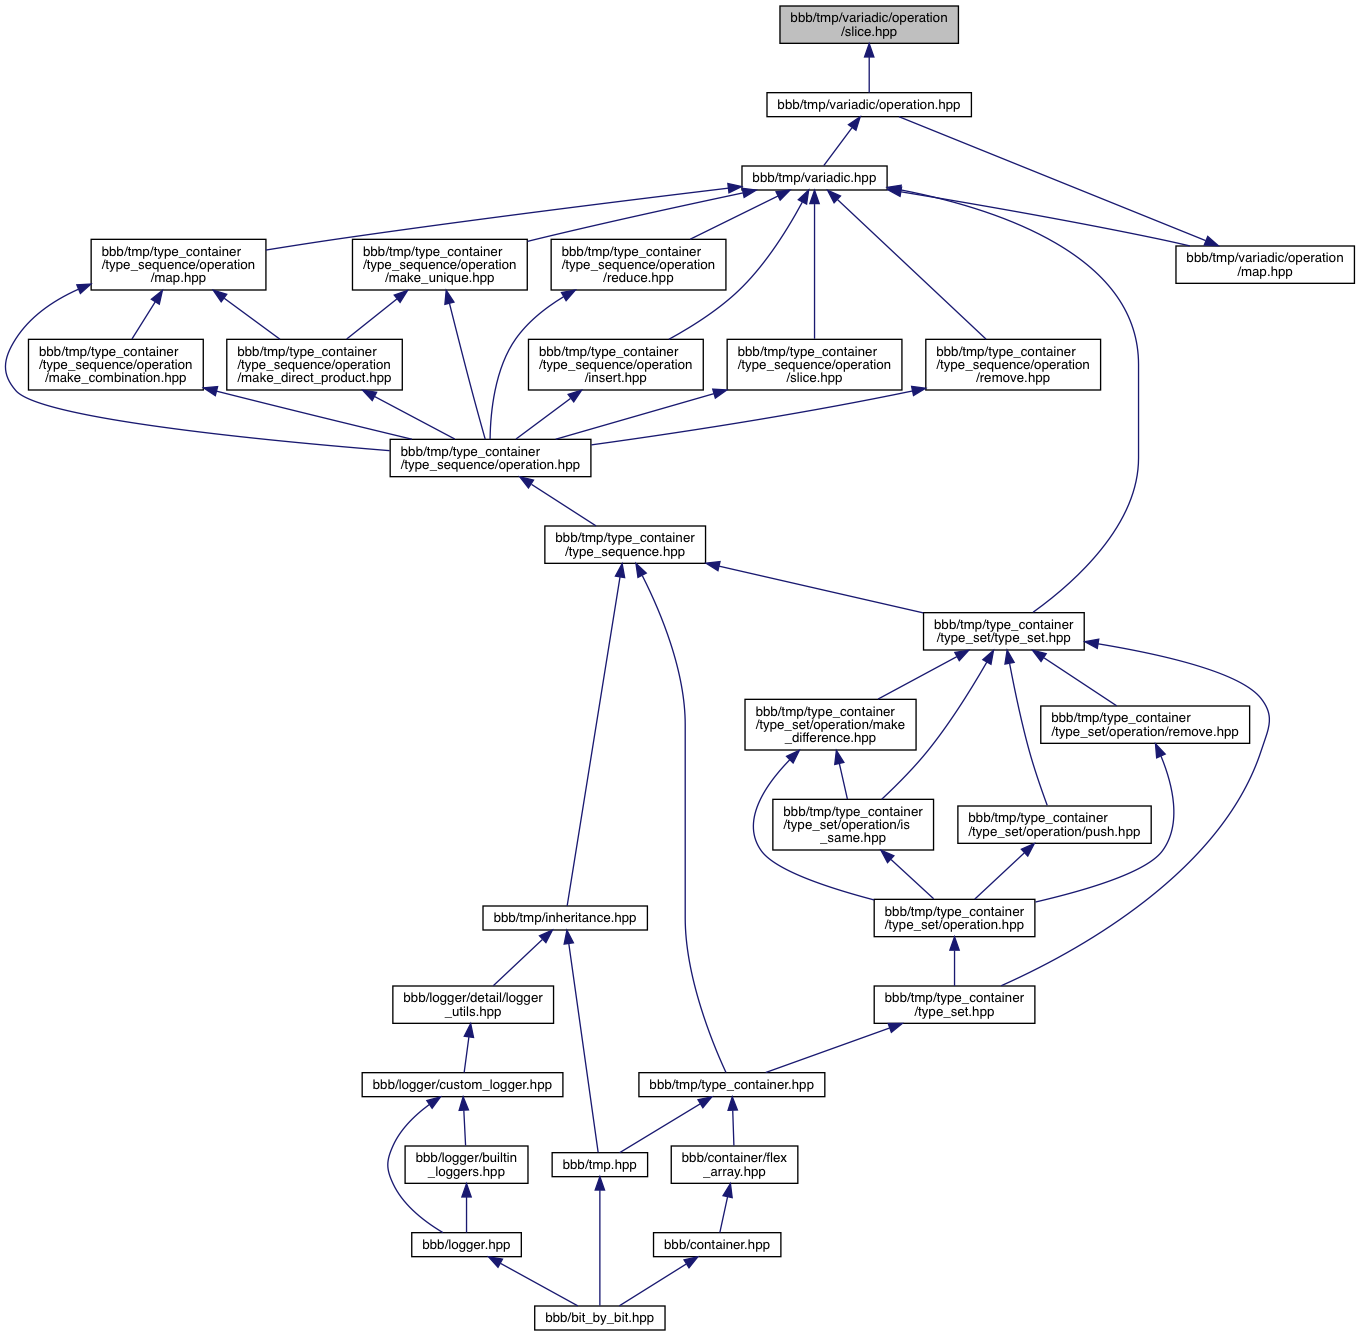 bbb/tmp/variadic/operation
/slice.hpp
bbb/tmp/variadic/operation.hpp
bbb/tmp/variadic.hpp
bbb/tmp/type_container
/type_sequence/operation
/map.hpp
bbb/tmp/type_container
/type_sequence/operation
/make_unique.hpp
bbb/tmp/type_container
/type_sequence/operation
/reduce.hpp
bbb/tmp/variadic/operation
/map.hpp
bbb/tmp/type_container
/type_sequence/operation
/make_combination.hpp
bbb/tmp/type_container
/type_sequence/operation
/make_direct_product.hpp
bbb/tmp/type_container
/type_sequence/operation
/insert.hpp
bbb/tmp/type_container
/type_sequence/operation
/slice.hpp
bbb/tmp/type_container
/type_sequence/operation
/remove.hpp
bbb/tmp/type_container
/type_sequence/operation.hpp
bbb/tmp/type_container
/type_sequence.hpp
bbb/tmp/type_container
/type_set/type_set.hpp
bbb/tmp/type_container
/type_set/operation/make
_difference.hpp
bbb/tmp/type_container
/type_set/operation/remove.hpp
bbb/tmp/type_container
/type_set/operation/is
_same.hpp
bbb/tmp/type_container
/type_set/operation/push.hpp
bbb/tmp/inheritance.hpp
bbb/tmp/type_container
/type_set/operation.hpp
bbb/logger/detail/logger
_utils.hpp
bbb/tmp/type_container
/type_set.hpp
bbb/logger/custom_logger.hpp
bbb/tmp/type_container.hpp
bbb/logger/builtin
_loggers.hpp
bbb/tmp.hpp
bbb/container/flex
_array.hpp
bbb/logger.hpp
bbb/container.hpp
bbb/bit_by_bit.hpp